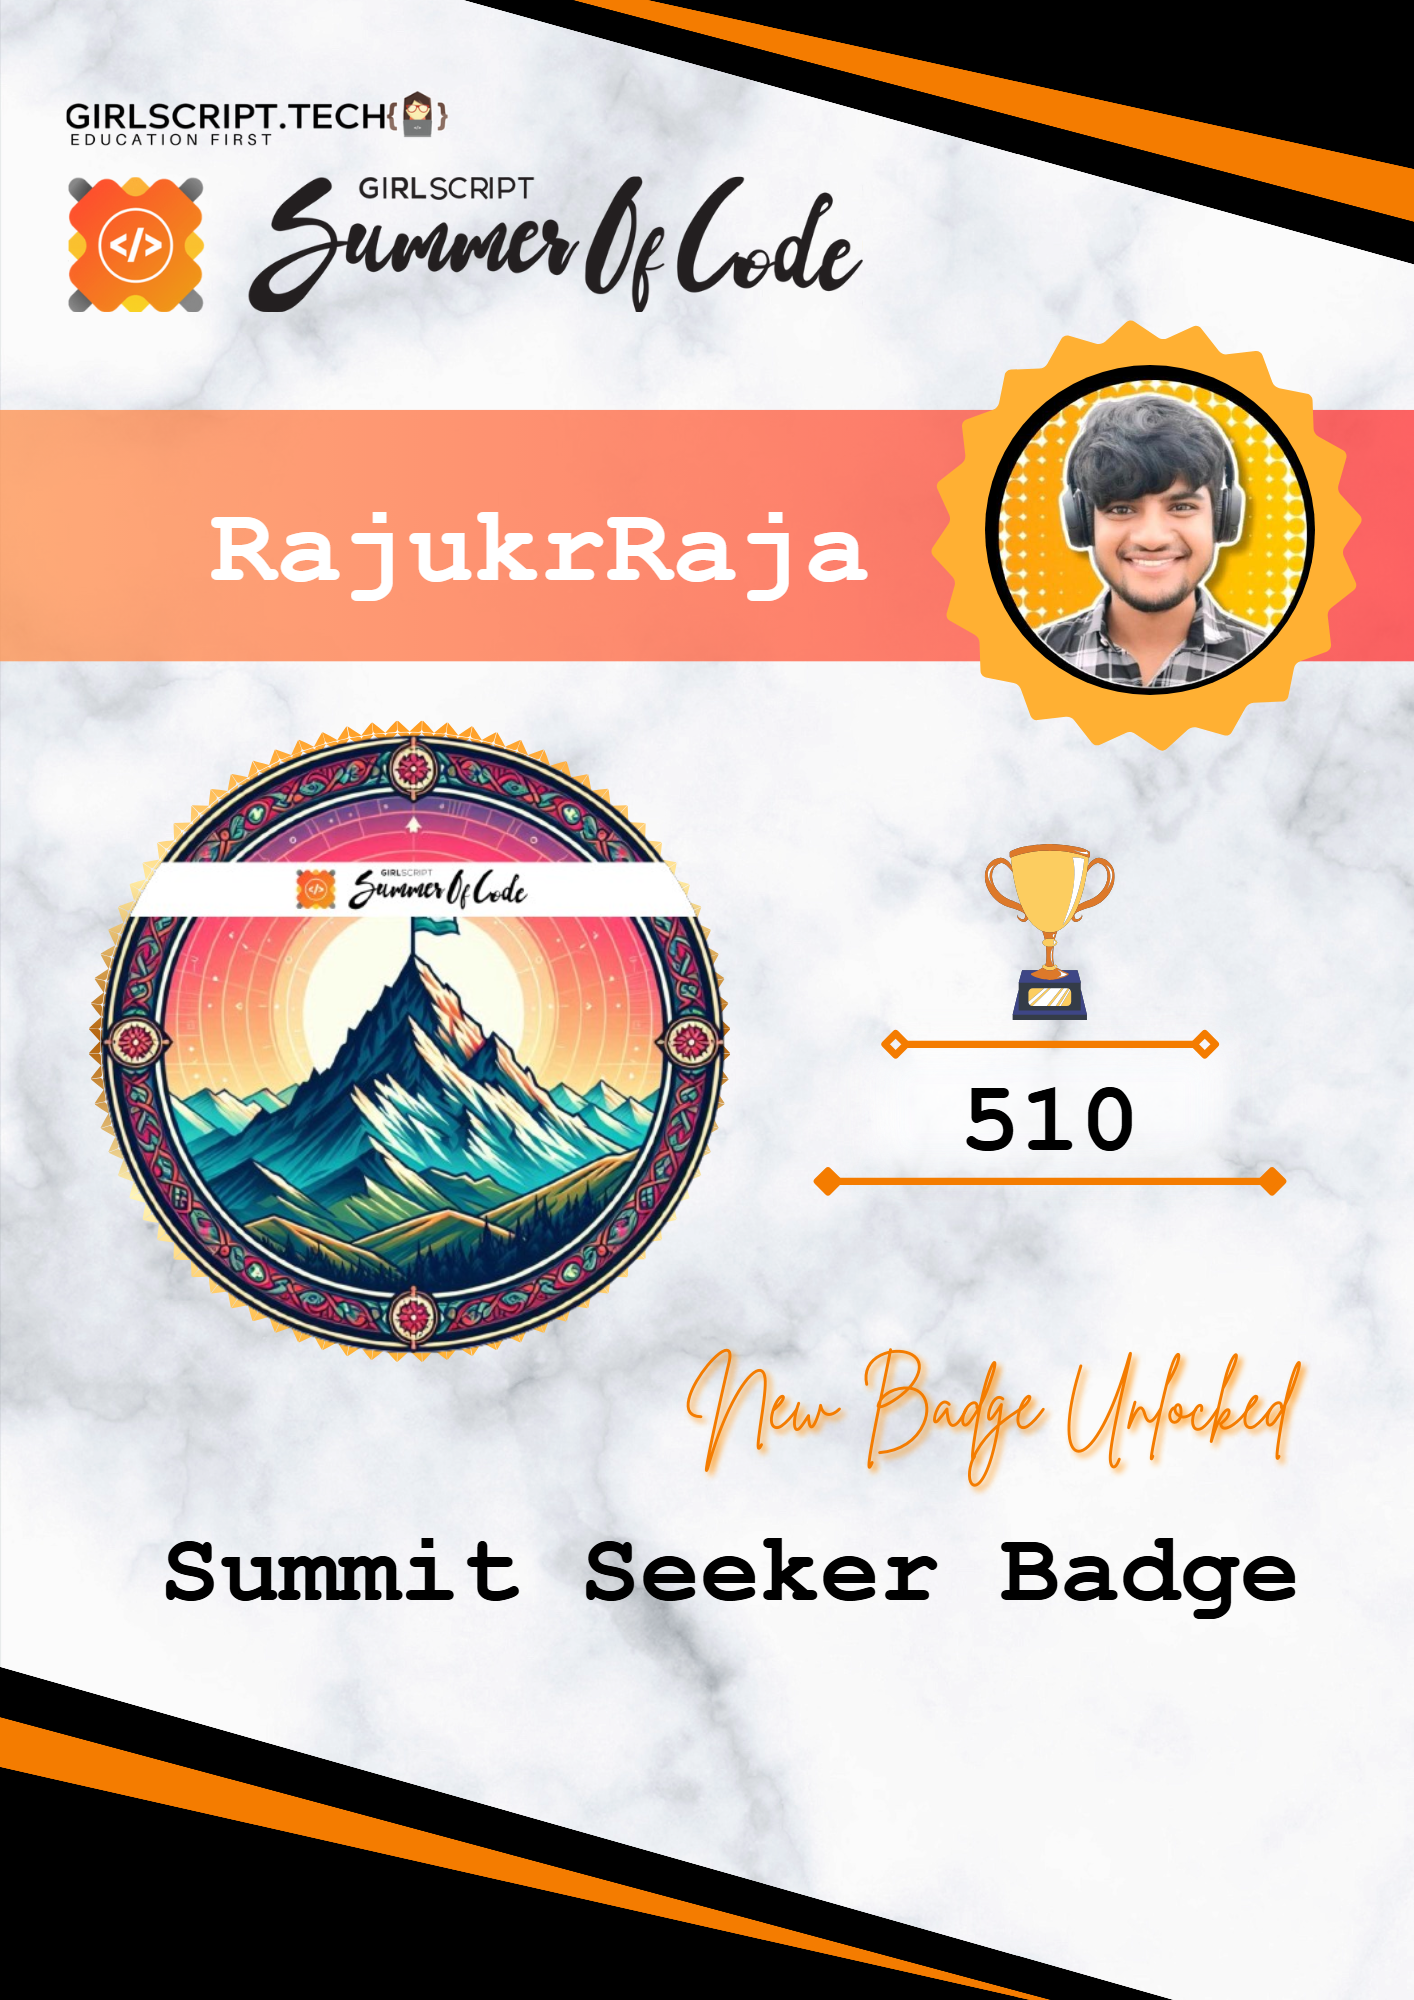 GIRLSCRIPT.TECH{ }
EDUCATION FIRST
</>
GIRLSCRIPT
Summer Of Code
RajukrRaja
</>
GIRLSCRIPT
Summer Of Code
510
New Badge Unlocked
Summit Seeker Badge